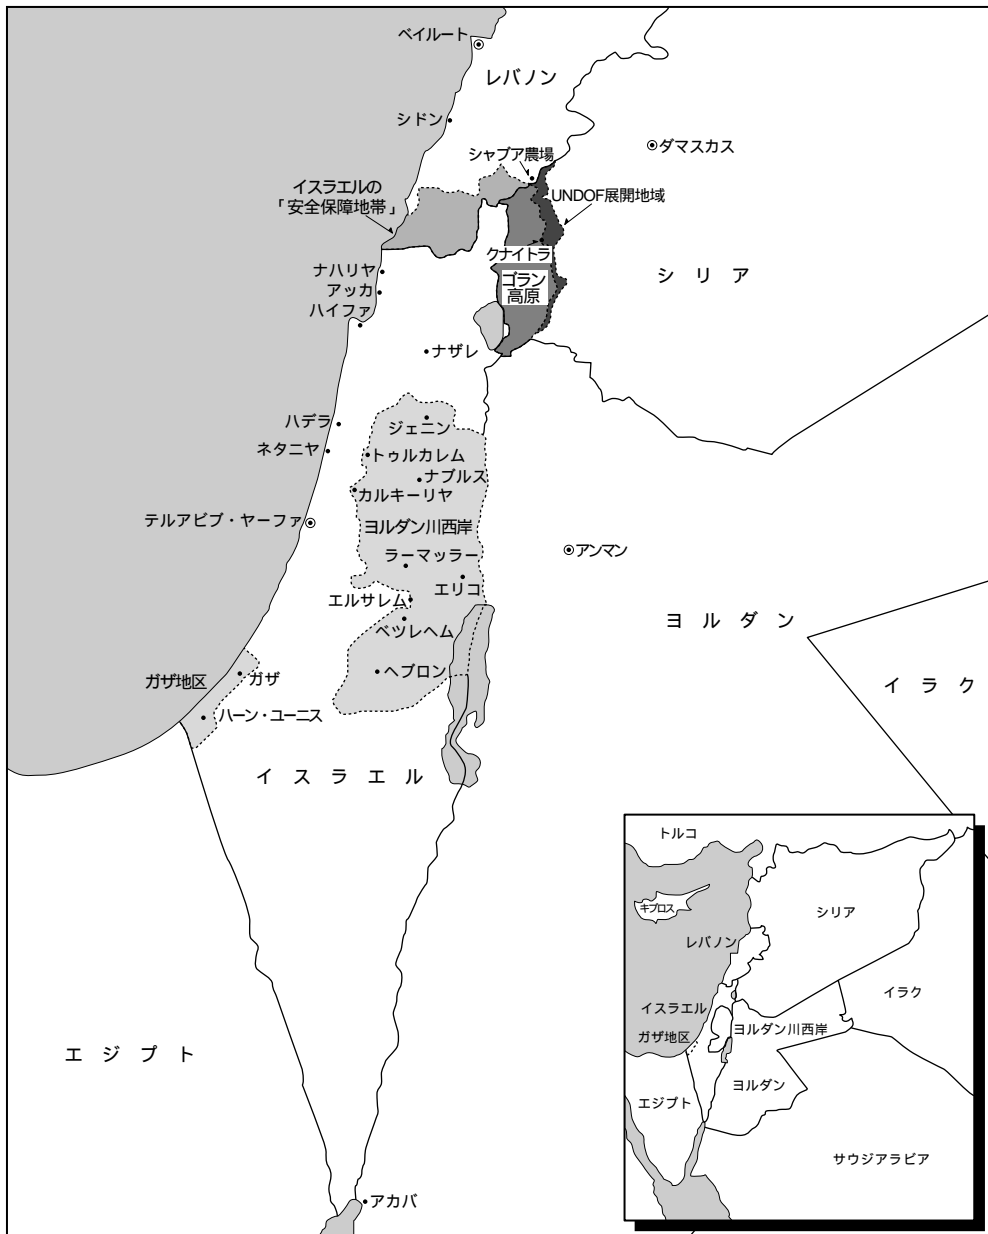 ベイルート
レバノン
シドン
ダマスカス
シャブア農場
イスラエルの
「安全保障地帯」
UNDOF展開地域
クナイトラ
ゴラン
高原
シリア
ナハリヤ
アッカ
ハイファ
ナザレ
ハデラ
ジェニン
ネタニヤ
トゥルカレム
ナブルス
カルキーリヤ
テルアビブ・ヤーファ
ヨルダン川西岸
アンマン
ラーマッラー
エリコ
エルサレム
ベツレヘム
ヨルダン
ヘブロン
ガザ地区
ガザ
イラク
ハーン・ユーニス
イスラエル
エジプト
アカバ
トルコ
キプロス
シリア
レバノン
イラク
イスラエル
ガザ地区
ヨルダン川西岸
ヨルダン
エジプト
サウジアラビア